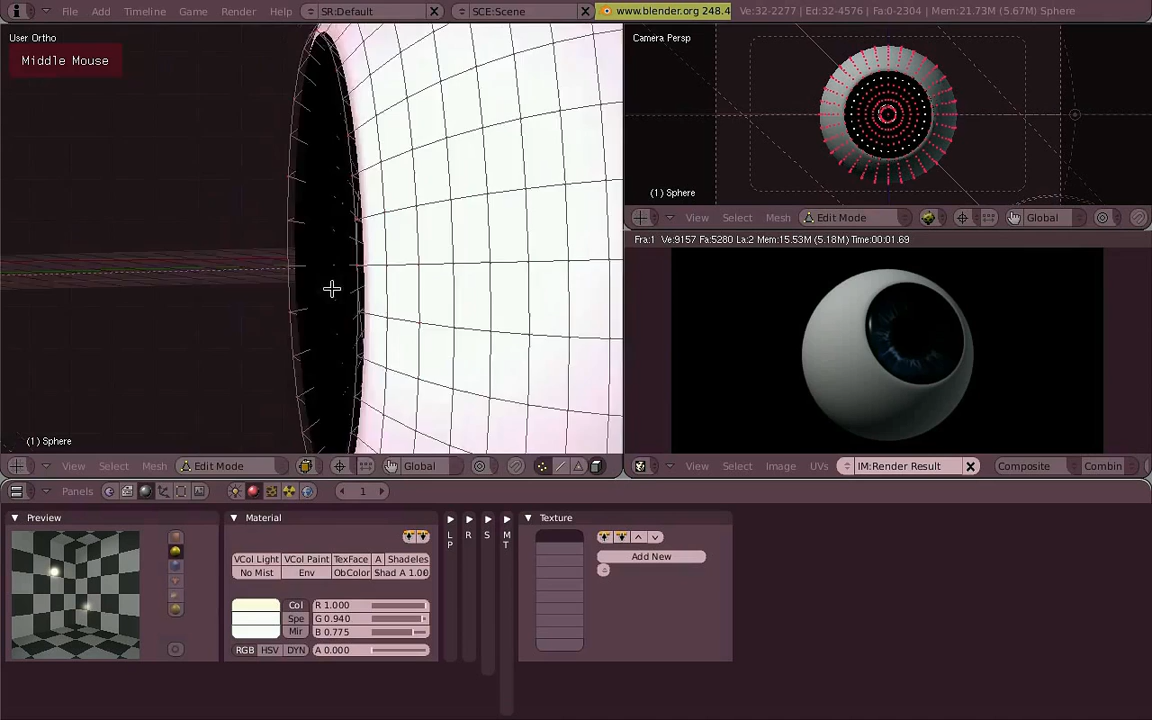 File Add Timeline Game Render Help SR:Default SCE:Scene www.blender.org 248.4 Ve:32-2277 | Ed:32-4576 | Fa:0-2304 | Mem:21.73M (5.67M) Sphere
User Ortho
Middle Mouse
(1) Sphere
View Select Mesh Edit Mode Global
Camera Persp
(1) Sphere
View Select Mesh Edit Mode Global
Fra:1 Ve:9157 Fa:5280 La:2 Mem:15.53M (5.18M) Time:00:01.69
View Select Image UVs IM:Render Result Composite Combin
Panels 1
Preview
Material
VCol Light VCol Paint TexFace A Shadeles
No Mist Env ObColor Shad A 1.00
Col R 1.000
Spe G 0.940
Mir B 0.775
RGB HSV DYN A 0.000
L P
R
S
M T
Texture
Add New